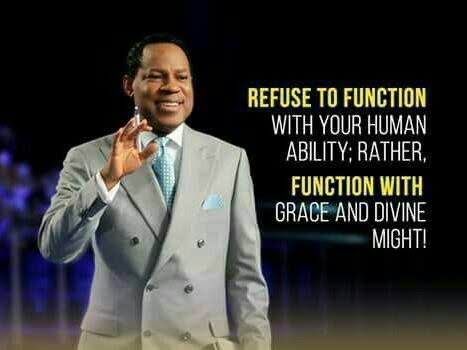 REFUSE TO FUNCTION
WITH YOUR HUMAN
ABILITY; RATHER,
FUNCTION WITH
GRACE AND DIVINE
MIGHT!